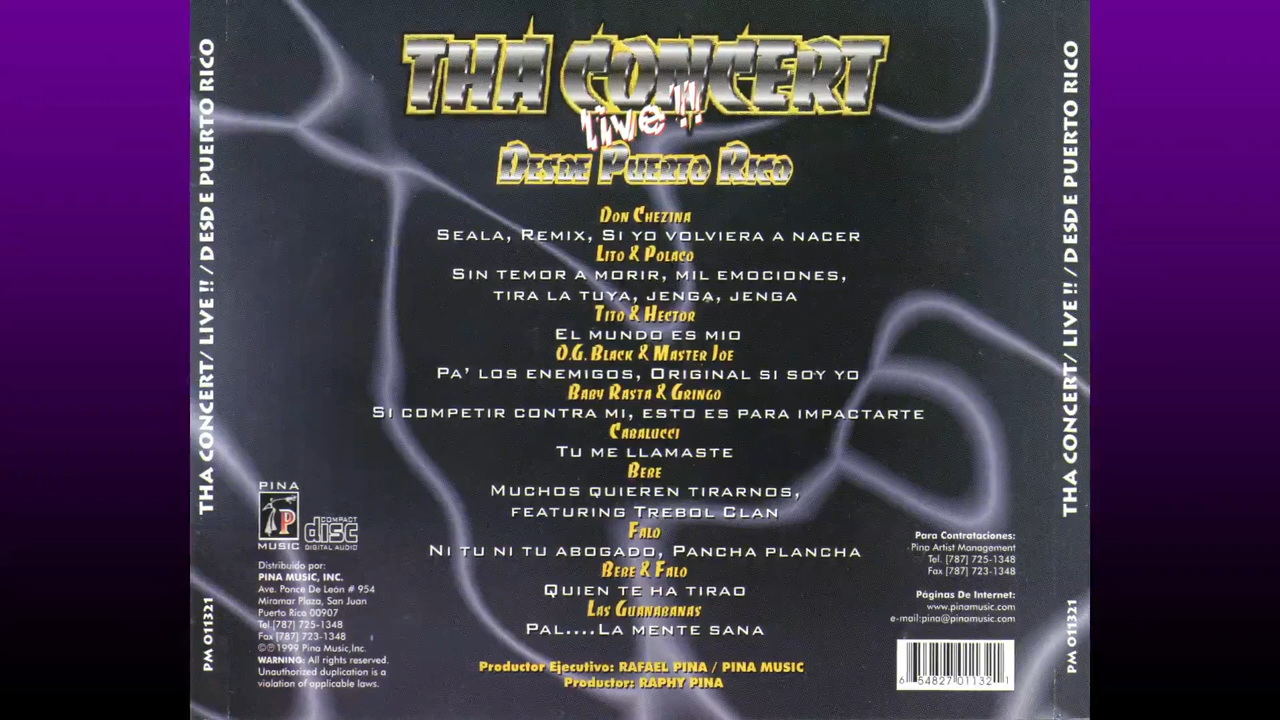 THA CONCERT
Live !!
DESDE PUERTO RICO
THA CONCERT/ LIVE !! / DESDE PUERTO RICO
PM 011321
DON CHEZINA
SEALA, REMIX, SI YO VOLVIERA A NACER
LITO & POLACO
SIN TEMOR A MORIR, MIL EMOCIONES,
TIRA LA TUYA, JENGA, JENGA
TITO & HECTOR
EL MUNDO ES MIO
O.G. BLACK & MASTER JOE
PA' LOS ENEMIGOS, ORIGINAL SI SOY YO
BABY RASTA & GRINGO
SI COMPETIR CONTRA MI, ESTO ES PARA IMPACTARTE
CABALUCCI
TU ME LLAMASTE
BEBE
MUCHOS QUIEREN TIRARNOS,
FEATURING TREBOL CLAN
FALO
NI TU NI TU ABOGADO, PANCHA PLANCHA
BEBE & FALO
QUIEN TE HA TIRAO
LAS GUANABANAS
PAL....LA MENTE SANA
Productor Ejecutivo: RAFAEL PINA / PINA MUSIC
Productor: RAPHY PINA
PINA
P
MUSIC
COMPACT
disc
DIGITAL AUDIO
Distribuido por:
PINA MUSIC, INC.
Ave. Ponce De León # 954
Miramar Plaza, San Juan
Puerto Rico 00907
Tel.[787] 725-1348
Fax [787] 723-1348
©℗1999 Pina Music,Inc.
WARNING: All rights reserved.
Unauthorized duplication is a
violation of applicable laws.
Para Contrataciones:
Pina Artist Management
Tel. [787] 725-1348
Fax [787] 723-1348
Páginas De Internet:
www.pinamusic.com
e-mail:pina@pinamusic.com
6 54827 01132 1
THA CONCERT/ LIVE !! / DESDE PUERTO RICO
PM 011321